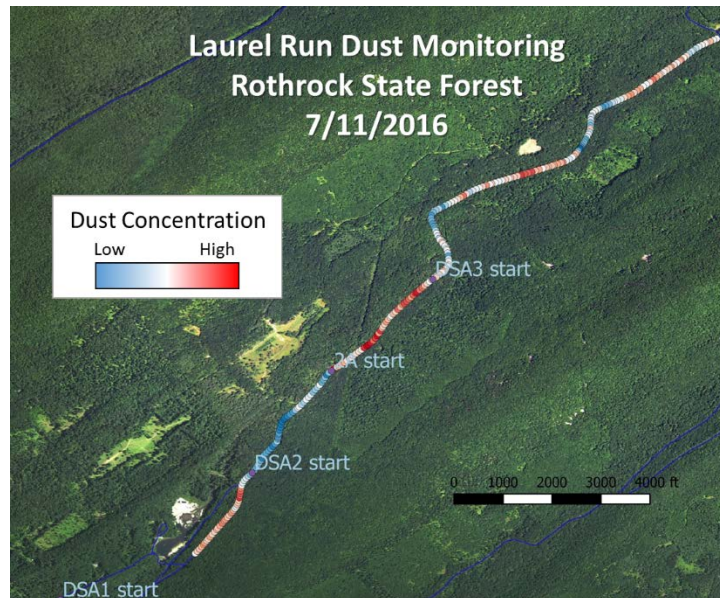 Laurel Run Dust Monitoring
Rothrock State Forest
7/11/2016
Dust Concentration
Low High
DSA3 start
2A start
DSA2 start
0 1000 2000 3000 4000 ft
DSA1 start